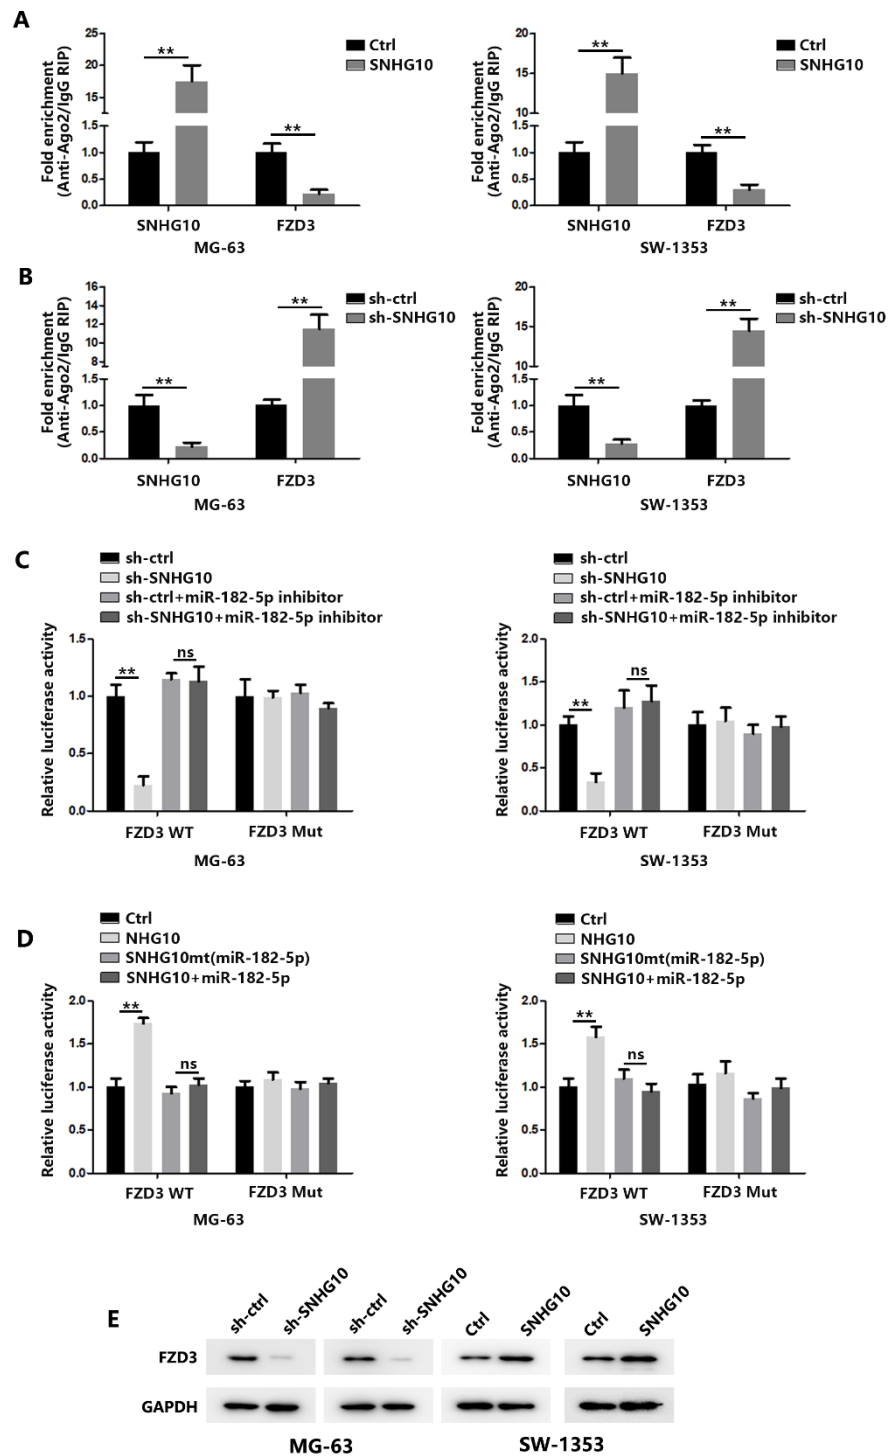 A
Fold enrichment
(Anti-Ago2/IgG RIP)
25
20
15
1.5
1.0
0.5
0.0
**
**
Ctrl
SNHG10
SNHG10
FZD3
MG-63
Fold enrichment
(Anti-Ago2/IgG RIP)
20
15
10
1.5
1.0
0.5
0.0
**
**
Ctrl
SNHG10
SNHG10
FZD3
SW-1353
B
Fold enrichment
(Anti-Ago2/IgG RIP)
16
14
12
10
8
6
1.5
1.0
0.5
0.0
**
**
sh-ctrl
sh-SNHG10
SNHG10
FZD3
MG-63
Fold enrichment
(Anti-Ago2/IgG RIP)
20
15
10
1.5
1.0
0.5
0.0
**
**
sh-ctrl
sh-SNHG10
SNHG10
FZD3
SW-1353
C
sh-ctrl
sh-SNHG10
sh-ctrl+miR-182-5p inhibitor
sh-SNHG10+miR-182-5p inhibitor
Relative luciferase activity
1.5
1.0
0.5
0.0
**
ns
FZD3 WT
FZD3 Mut
MG-63
sh-ctrl
sh-SNHG10
sh-ctrl+miR-182-5p inhibitor
sh-SNHG10+miR-182-5p inhibitor
Relative luciferase activity
2.0
1.5
1.0
0.5
0.0
**
ns
FZD3 WT
FZD3 Mut
SW-1353
D
Ctrl
NHG10
SNHG10mt(miR-182-5p)
SNHG10+miR-182-5p
Relative luciferase activity
2.0
1.5
1.0
0.5
0.0
**
ns
FZD3 WT
FZD3 Mut
MG-63
Ctrl
NHG10
SNHG10mt(miR-182-5p)
SNHG10+miR-182-5p
Relative luciferase activity
2.0
1.5
1.0
0.5
0.0
**
ns
FZD3 WT
FZD3 Mut
SW-1353
E
sh-ctrl
sh-SNHG10
sh-ctrl
sh-SNHG10
Ctrl
SNHG10
Ctrl
SNHG10
FZD3
GAPDH
MG-63
SW-1353